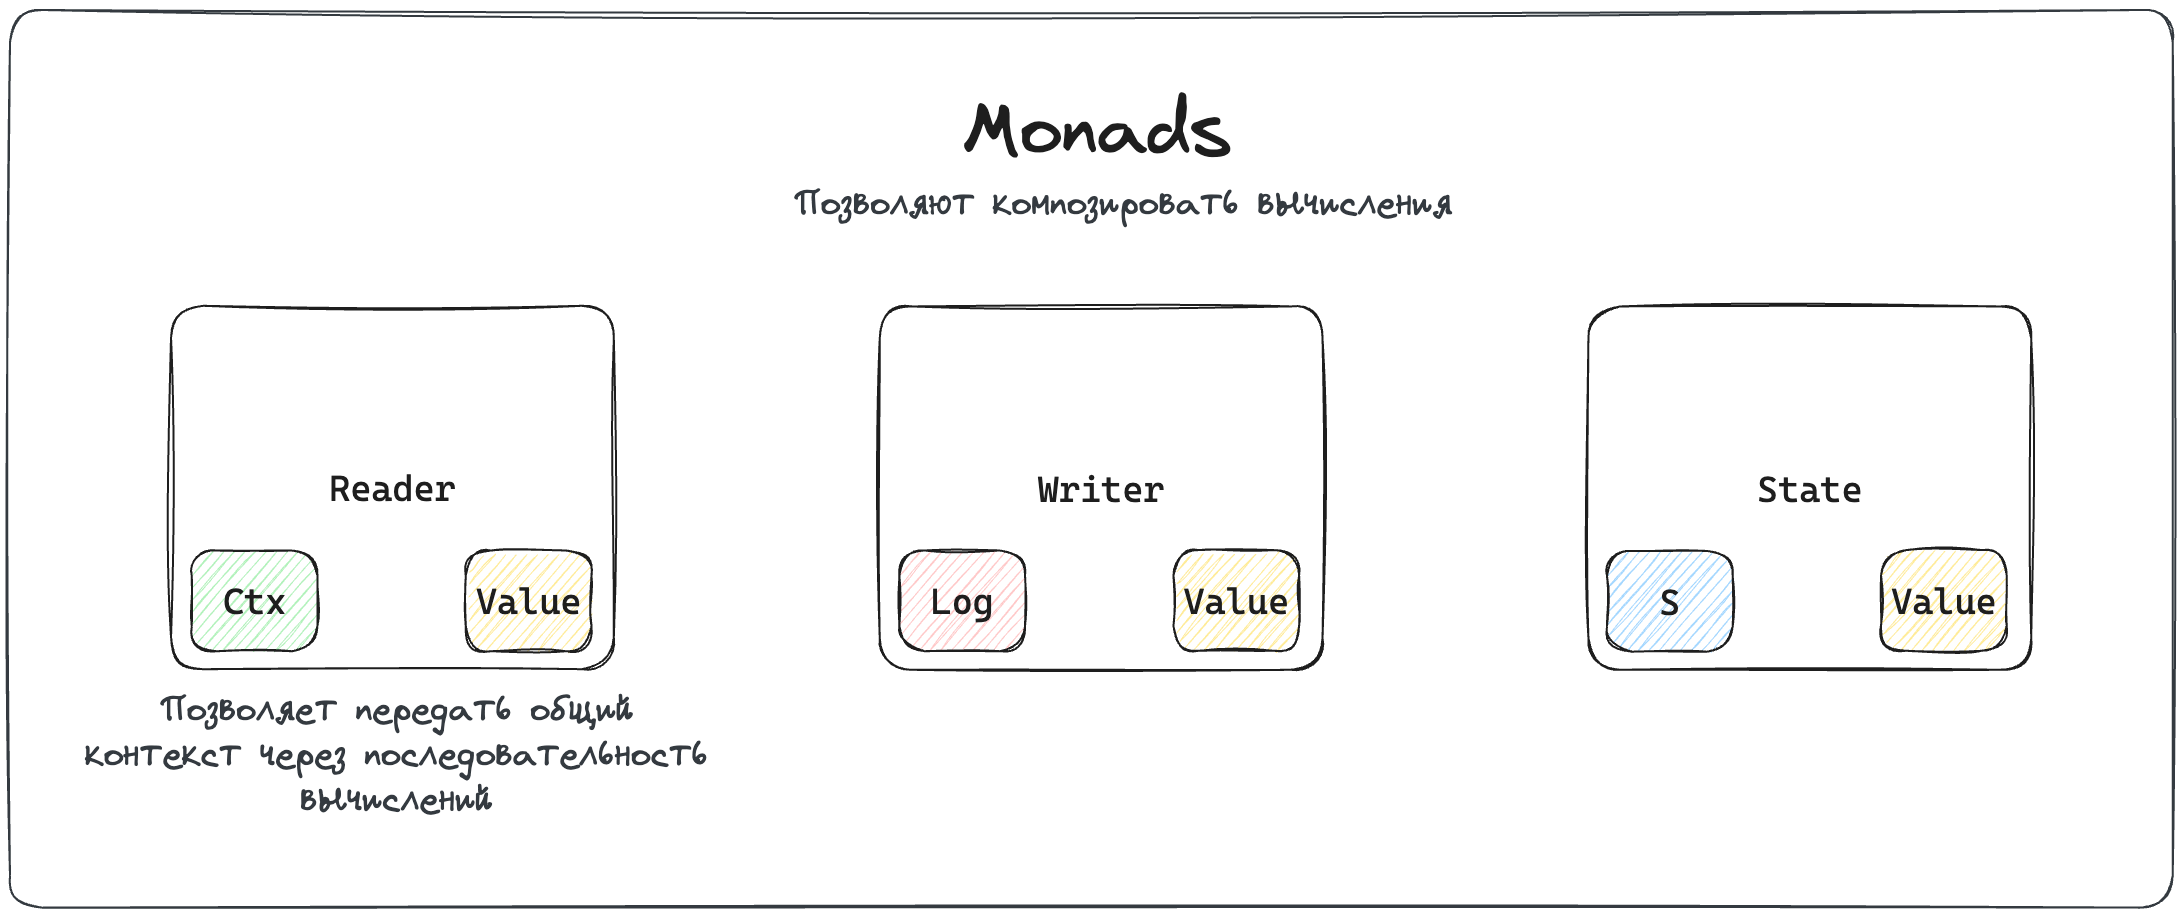 Monads
Позволяют композировать вычисления
Reader
Writer
State
Ctx
Value
Log
Value
S
Value
Позволяет передать общий
контекст через последовательность
вычислений